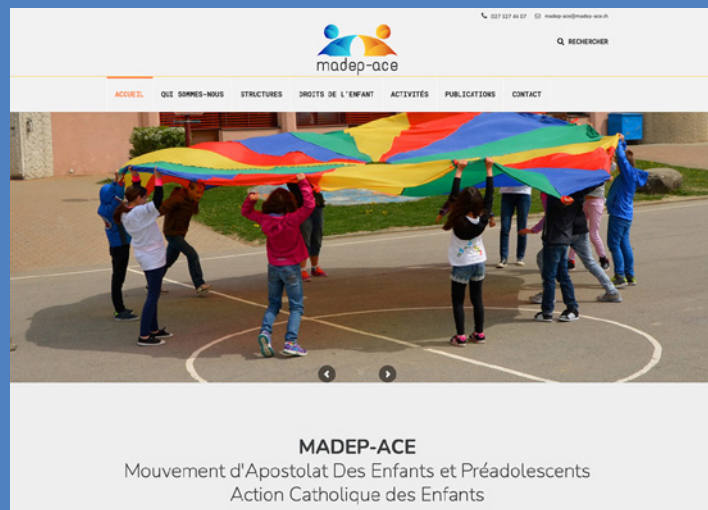 027 327 44 07 madep-ace@madep-ace.ch
RECHERCHER
madep-ace
ACCUEIL QUI SOMMES-NOUS STRUCTURES DROITS DE L'ENFANT ACTIVITÉS PUBLICATIONS CONTACT
MADEP-ACE
Mouvement d'Apostolat Des Enfants et Préadolescents
Action Catholique des Enfants